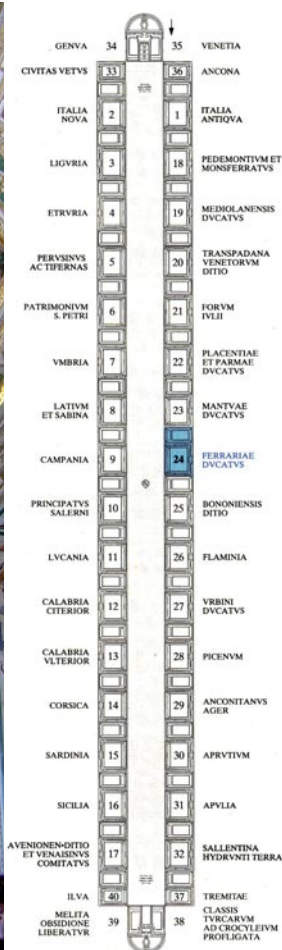 GENVA 34 35 VENETIA
CIVITAS VETVS 33 36 ANCONA
ITALIA
NOVA 2 1 ITALIA
ANTIQVA
LIGVRIA 3 18 PEDEMONTIVM ET
MONSFERRATVS
ETRVRIA 4 19 MEDIOLANENSIS
DVCATVS
PERVSINVS
AC TIFERNAS 5 20 TRANSPADANA
VENETORVM
DITIO
PATRIMONIVM
S. PETRI 6 21 FORVM
IVLII
VMBRIA 7 22 PLACENTIAE
ET PARMAE
DVCATVS
LATIVM
ET SABINA 8 23 MANTVAE
DVCATVS
CAMPANIA 9 24 FERRARIAE
DVCATVS
PRINCIPATVS
SALERNI 10 25 BONONIENSIS
DITIO
LVCANIA 11 26 FLAMINIA
CALABRIA
CITERIOR 12 27 VRBINI
DVCATVS
CALABRIA
VLTERIOR 13 28 PICENVM
CORSICA 14 29 ANCONITANVS
AGER
SARDINIA 15 30 APRVTIVM
SICILIA 16 31 APVLIA
AVENIONEN·DITIO
ET VENAISINVS
COMITATVS 17 32 SALLENTINA
HYDRVNTI TERRA
ILVA 40 37 TREMITAE
MELITA
OBSIDIONE
LIBERATVR 39 38 CLASSIS
TVRCARVM
AD CROCYLEIVM
PROFLIGATA